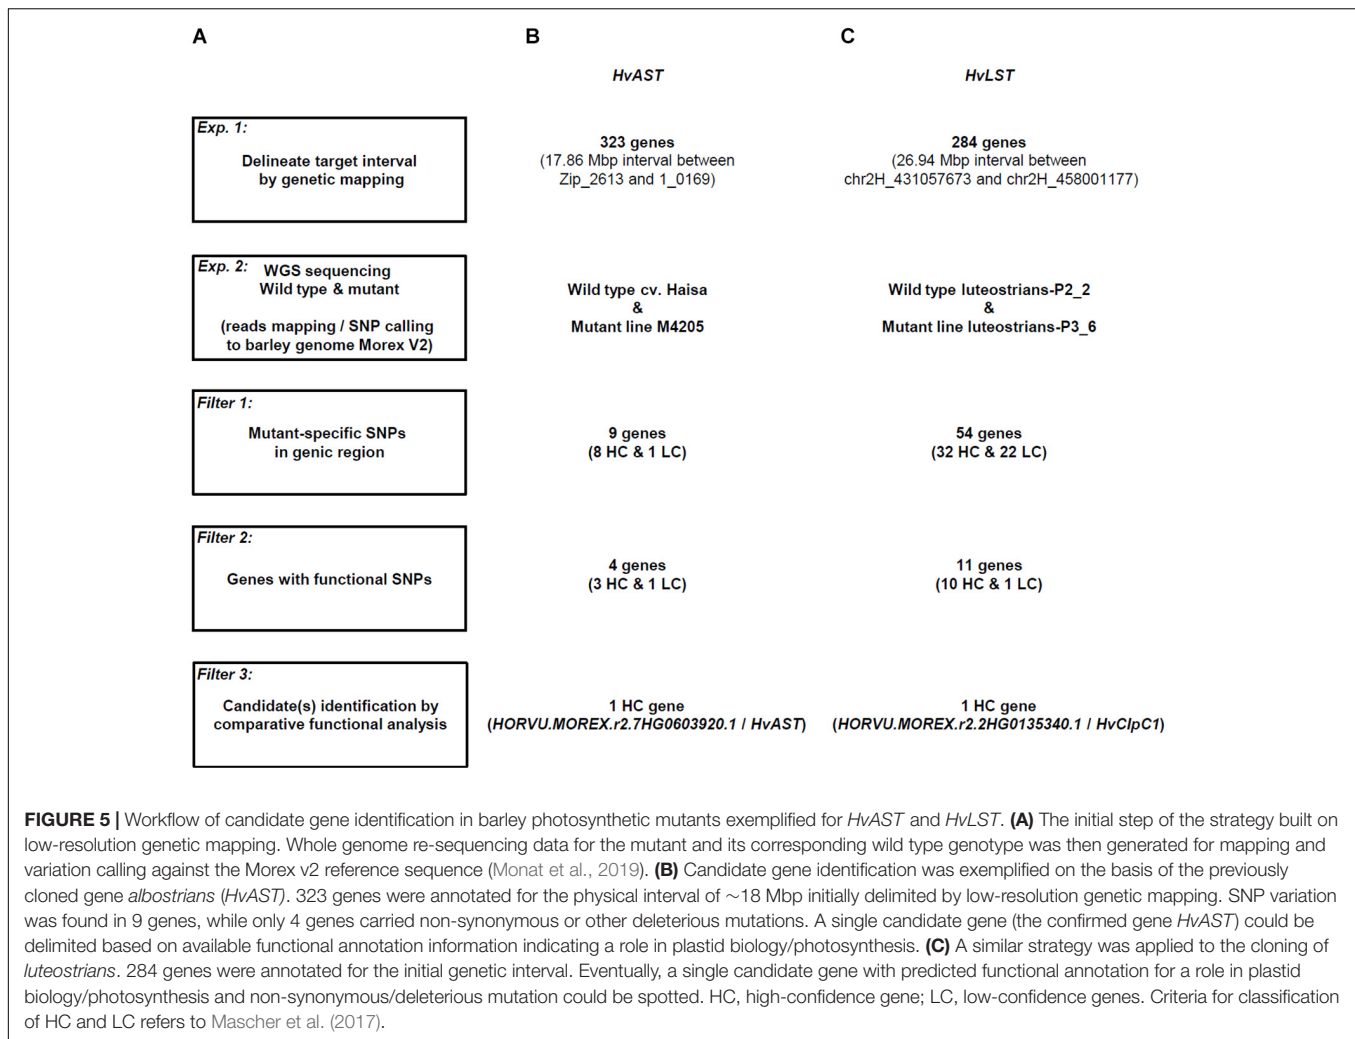 A
B
C
HvAST
HvLST
Exp. 1:
Delineate target interval
by genetic mapping
323 genes
(17.86 Mbp interval between
Zip_2613 and 1_0169)
284 genes
(26.94 Mbp interval between
chr2H_431057673 and chr2H_458001177)
Exp. 2:
WGS sequencing
Wild type & mutant
(reads mapping / SNP calling
to barley genome Morex V2)
Wild type cv. Haisa
&
Mutant line M4205
Wild type luteostrians-P2_2
&
Mutant line luteostrians-P3_6
Filter 1:
Mutant-specific SNPs
in genic region
9 genes
(8 HC & 1 LC)
54 genes
(32 HC & 22 LC)
Filter 2:
Genes with functional SNPs
4 genes
(3 HC & 1 LC)
11 genes
(10 HC & 1 LC)
Filter 3:
Candidate(s) identification by
comparative functional analysis
1 HC gene
(HORVU.MOREX.r2.7HG0603920.1 / HvAST)
1 HC gene
(HORVU.MOREX.r2.2HG0135340.1 / HvClpC1)
FIGURE 5 | Workflow of candidate gene identification in barley photosynthetic mutants exemplified for HvAST and HvLST. (A) The initial step of the strategy built on
low-resolution genetic mapping. Whole genome re-sequencing data for the mutant and its corresponding wild type genotype was then generated for mapping and
variation calling against the Morex v2 reference sequence (Monat et al., 2019). (B) Candidate gene identification was exemplified on the basis of the previously
cloned gene albostrians (HvAST). 323 genes were annotated for the physical interval of ∼18 Mbp initially delimited by low-resolution genetic mapping. SNP variation
was found in 9 genes, while only 4 genes carried non-synonymous or other deleterious mutations. A single candidate gene (the confirmed gene HvAST) could be
delimited based on available functional annotation information indicating a role in plastid biology/photosynthesis. (C) A similar strategy was applied to the cloning of
luteostrians. 284 genes were annotated for the initial genetic interval. Eventually, a single candidate gene with predicted functional annotation for a role in plastid
biology/photosynthesis and non-synonymous/deleterious mutation could be spotted. HC, high-confidence gene; LC, low-confidence genes. Criteria for classification
of HC and LC refers to Mascher et al. (2017).